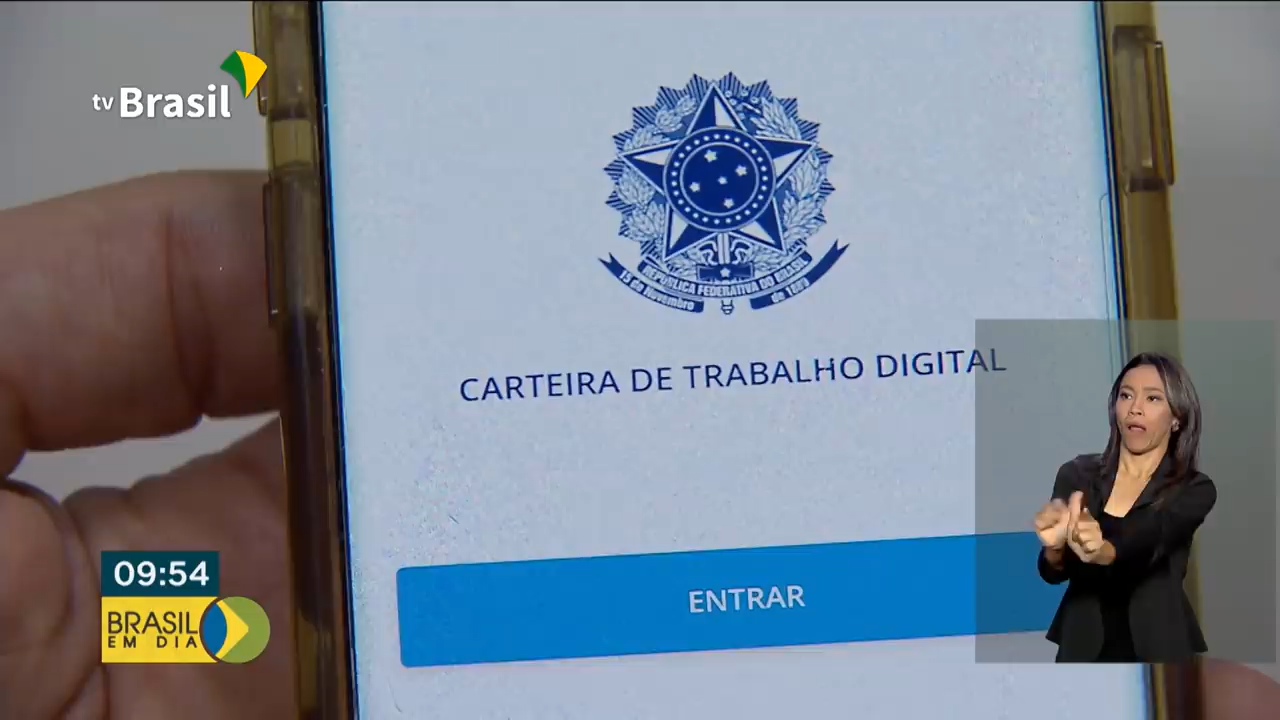 tv Brasil
REPÚBLICA FEDERATIVA DO BRASIL
15 de Novembro
de 1889
CARTEIRA DE TRABALHO DIGITAL
ENTRAR
09:54
BRASIL
EM DIA